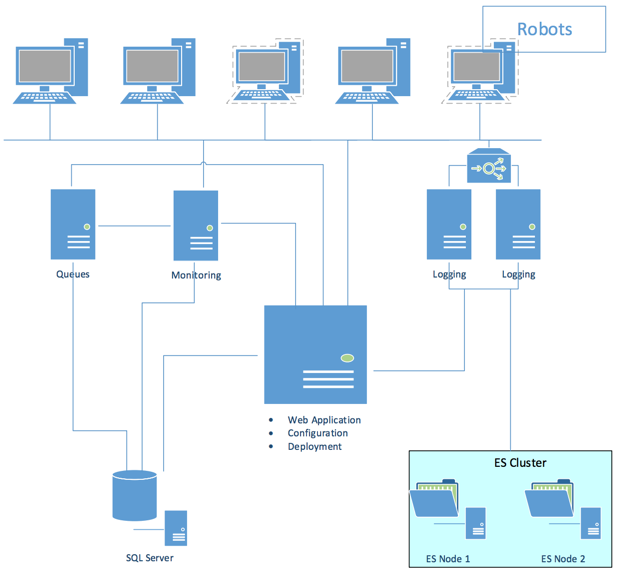 Robots
Queues
Monitoring
Logging
Logging
• Web Application
• Configuration
• Deployment
ES Cluster
ES Node 1
ES Node 2
SQL Server